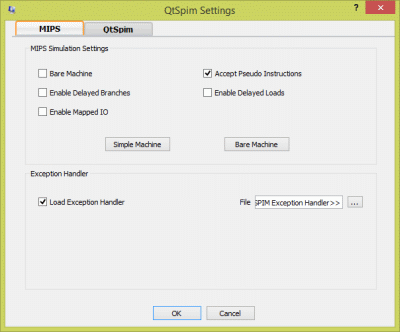 QtSpim Settings
?
MIPS QtSpim
MIPS Simulation Settings
Bare Machine Accept Pseudo Instructions
Enable Delayed Branches Enable Delayed Loads
Enable Mapped IO
Simple Machine Bare Machine
Exception Handler
Load Exception Handler File SPIM Exception Handler>> ...
OK Cancel